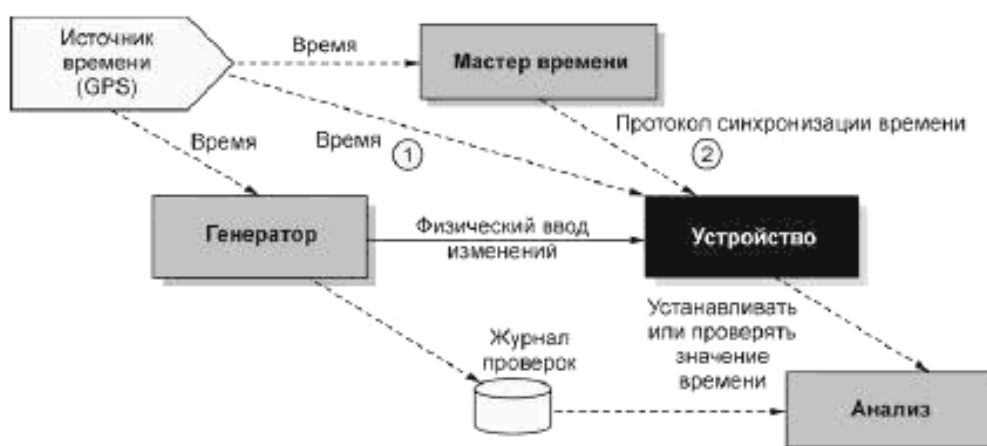 Источник
времени
(GPS)
Время
Мастер времени
Время
Время
1
Протокол синхронизации времени
2
Генератор
Физический ввод
изменений
Устройство
Журнал
проверок
Устанавливать
или проверять
значение
времени
Анализ